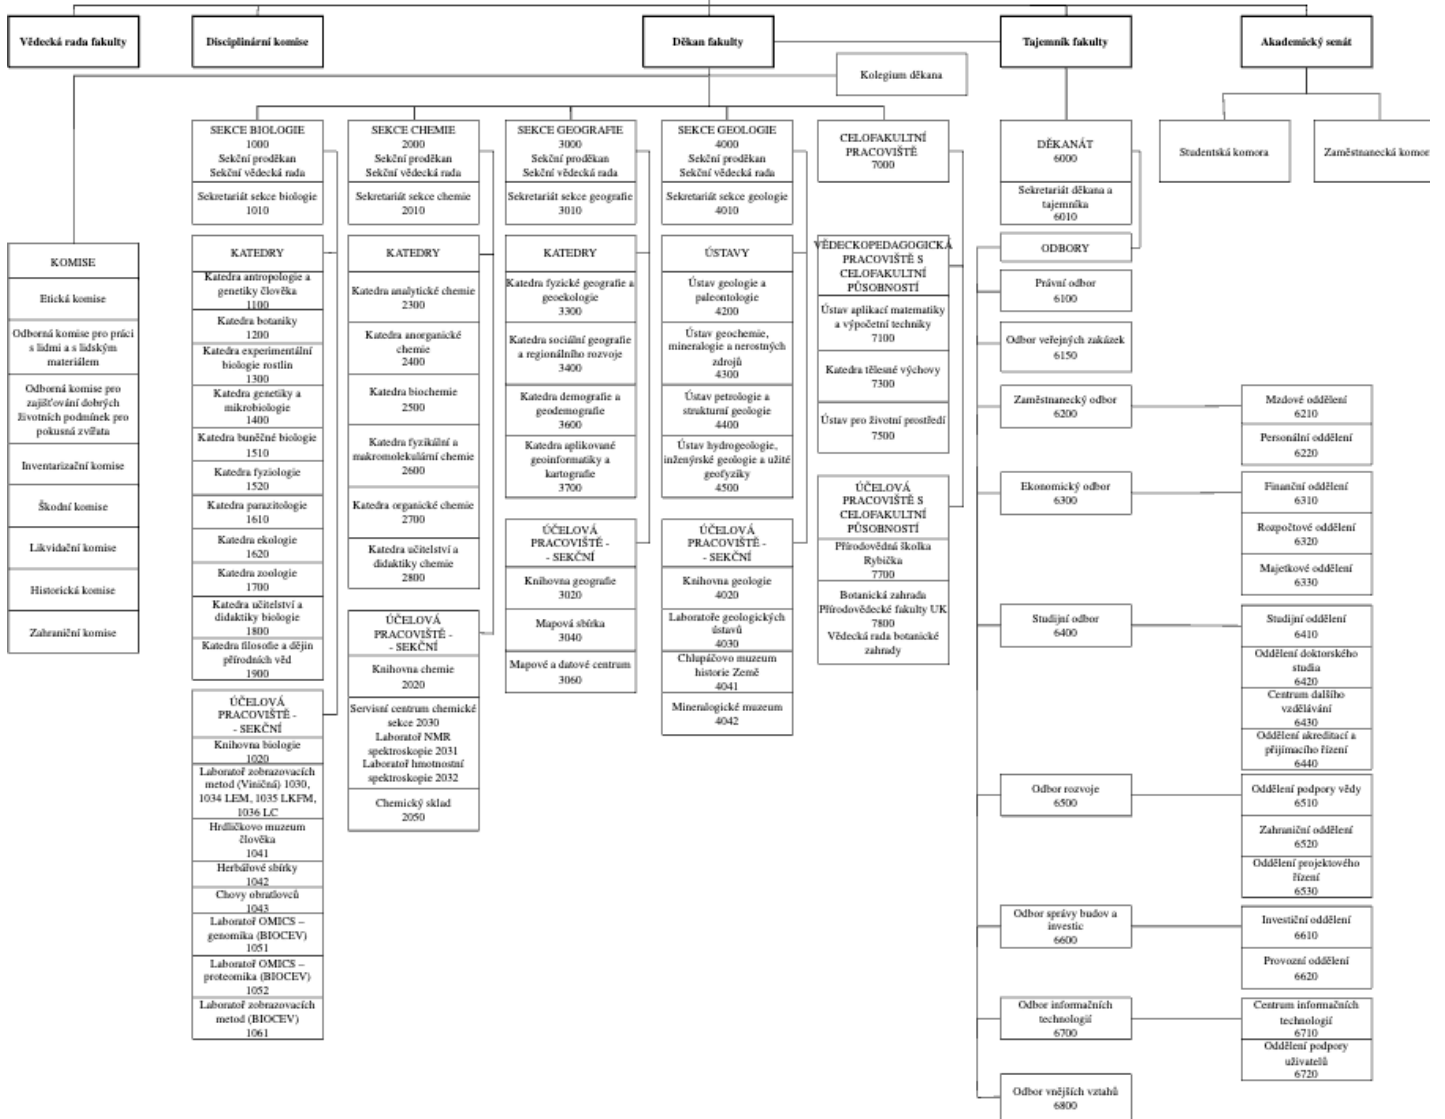 Vědecká rada fakulty
Disciplinární komise
Děkan fakulty
Tajemník fakulty
Akademický senát
Kolegium děkana
Studentská komora
Zaměstnanecká komor
KOMISE
Etická komise
Odborná komise pro práci
s lidmi a s lidským
materiálem
Odborná komise pro
zajišťování dobrých
životních podmínek pro
pokusná zvířata
Inventarizační komise
Škodní komise
Likvidační komise
Historická komise
Zahraniční komise
SEKCE BIOLOGIE
1000
Sekční proděkan
Sekční vědecká rada
Sekretariát sekce biologie
1010
KATEDRY
Katedra antropologie a
genetiky člověka
1100
Katedra botaniky
1200
Katedra experimentální
biologie rostlin
1300
Katedra genetiky a
mikrobiologie
1400
Katedra buněčné biologie
1510
Katedra fyziologie
1520
Katedra parazitologie
1610
Katedra ekologie
1620
Katedra zoologie
1700
Katedra učitelství a
didaktiky biologie
1800
Katedra filosofie a dějin
přírodních věd
1900
ÚČELOVÁ
PRACOVIŠTĚ -
- SEKČNÍ
Knihovna biologie
1020
Laboratoř zobrazovacích
metod (Viničná) 1030,
1034 LEM, 1035 LKFM,
1036 LC
Hrdličkovo muzeum
člověka
1041
Herbářové sbírky
1042
Chovy obratlovců
1043
Laboratoř OMICS –
genomika (BIOCEV)
1051
Laboratoř OMICS –
proteomika (BIOCEV)
1052
Laboratoř zobrazovacích
metod (BIOCEV)
1061
SEKCE CHEMIE
2000
Sekční proděkan
Sekční vědecká rada
Sekretariát sekce chemie
2010
KATEDRY
Katedra analytické chemie
2300
Katedra anorganické
chemie
2400
Katedra biochemie
2500
Katedra fyzikální a
makromolekulární chemie
2600
Katedra organické chemie
2700
Katedra učitelství a
didaktiky chemie
2800
ÚČELOVÁ
PRACOVIŠTĚ -
- SEKČNÍ
Knihovna chemie
2020
Servisní centrum chemické
sekce 2030
Laboratoř NMR
spektroskopie 2031
Laboratoř hmotnostní
spektroskopie 2032
Chemický sklad
2050
SEKCE GEOGRAFIE
3000
Sekční proděkan
Sekční vědecká rada
Sekretariát sekce geografie
3010
KATEDRY
Katedra fyzické geografie a
geoekologie
3300
Katedra sociální geografie
a regionálního rozvoje
3400
Katedra demografie a
geodemografie
3600
Katedra aplikované
geoinformatiky a
kartografie
3700
ÚČELOVÁ
PRACOVIŠTĚ -
- SEKČNÍ
Knihovna geografie
3020
Mapová sbírka
3040
Mapové a datové centrum
3060
SEKCE GEOLOGIE
4000
Sekční proděkan
Sekční vědecká rada
Sekretariát sekce geologie
4010
ÚSTAVY
Ústav geologie a
paleontologie
4200
Ústav geochemie,
mineralogie a nerostných
zdrojů
4300
Ústav petrologie a
strukturní geologie
4400
Ústav hydrogeologie,
inženýrské geologie a užité
geofyziky
4500
ÚČELOVÁ
PRACOVIŠTĚ -
- SEKČNÍ
Knihovna geologie
4020
Laboratoře geologických
ústavů
4030
Chlupáčovo muzeum
historie Země
4041
Mineralogické muzeum
4042
CELOFAKULTNÍ
PRACOVIŠTĚ
7000
VĚDECKOPEDAGOGICKÁ
PRACOVIŠTĚ S
CELOFAKULTNÍ
PŮSOBNOSTÍ
Ústav aplikací matematiky
a výpočetní techniky
7100
Katedra tělesné výchovy
7300
Ústav pro životní prostředí
7500
ÚČELOVÁ
PRACOVIŠTĚ S
CELOFAKULTNÍ
PŮSOBNOSTÍ
Přírodovědná školka
Rybička
7700
Botanická zahrada
Přírodovědecké fakulty UK
7800
Vědecká rada botanické
zahrady
DĚKANÁT
6000
Sekretariát děkana a
tajemníka
6010
ODBORY
Právní odbor
6100
Odbor veřejných zakázek
6150
Zaměstnanecký odbor
6200
Ekonomický odbor
6300
Studijní odbor
6400
Odbor rozvoje
6500
Odbor správy budov a
investic
6600
Odbor informačních
technologií
6700
Odbor vnějších vztahů
6800
Mzdové oddělení
6210
Personální oddělení
6220
Finanční oddělení
6310
Rozpočtové oddělení
6320
Majetkové oddělení
6330
Studijní oddělení
6410
Oddělení doktorského
studia
6420
Centrum dalšího
vzdělávání
6430
Oddělení akreditací a
přijímacího řízení
6440
Oddělení podpory vědy
6510
Zahraniční oddělení
6520
Oddělení projektového
řízení
6530
Investiční oddělení
6610
Provozní oddělení
6620
Centrum informačních
technologií
6710
Oddělení podpory
uživatelů
6720